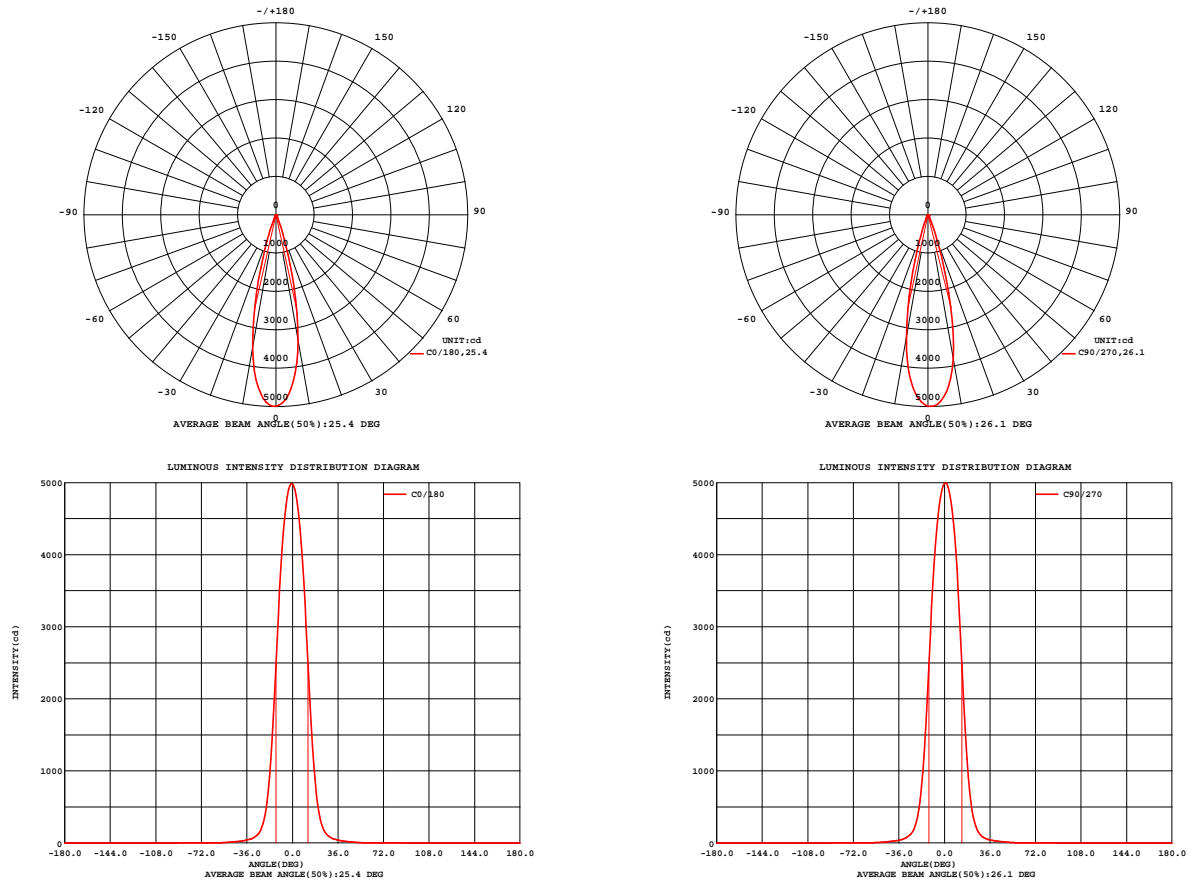 -/+180
-150 150
-120 120
-90 90
0
1000
2000
3000
4000
5000
-60 60
-30 30
0
UNIT:cd
C0/180,25.4
AVERAGE BEAM ANGLE(50%):25.4 DEG
-/+180
-150 150
-120 120
-90 90
0
1000
2000
3000
4000
5000
-60 60
-30 30
0
UNIT:cd
C90/270,26.1
AVERAGE BEAM ANGLE(50%):26.1 DEG
LUMINOUS INTENSITY DISTRIBUTION DIAGRAM
C0/180
INTENSITY(cd)
5000
4000
3000
2000
1000
0
-180.0 -144.0 -108.0 -72.0 -36.0 0.0 36.0 72.0 108.0 144.0 180.0
ANGLE(DEG)
AVERAGE BEAM ANGLE(50%):25.4 DEG
LUMINOUS INTENSITY DISTRIBUTION DIAGRAM
C90/270
INTENSITY(cd)
5000
4000
3000
2000
1000
0
-180.0 -144.0 -108.0 -72.0 -36.0 0.0 36.0 72.0 108.0 144.0 180.0
ANGLE(DEG)
AVERAGE BEAM ANGLE(50%):26.1 DEG